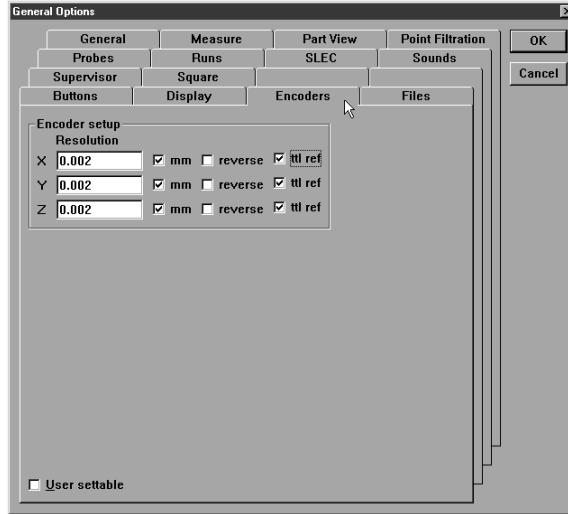 General Options
General Measure Part View Point Filtration
OK
Probes Runs SLEC Sounds
Supervisor Square
Cancel
Buttons Display Encoders Files
Encoder setup
Resolution
X 0.002 mm reverse ttl ref
Y 0.002 mm reverse ttl ref
Z 0.002 mm reverse ttl ref
User settable